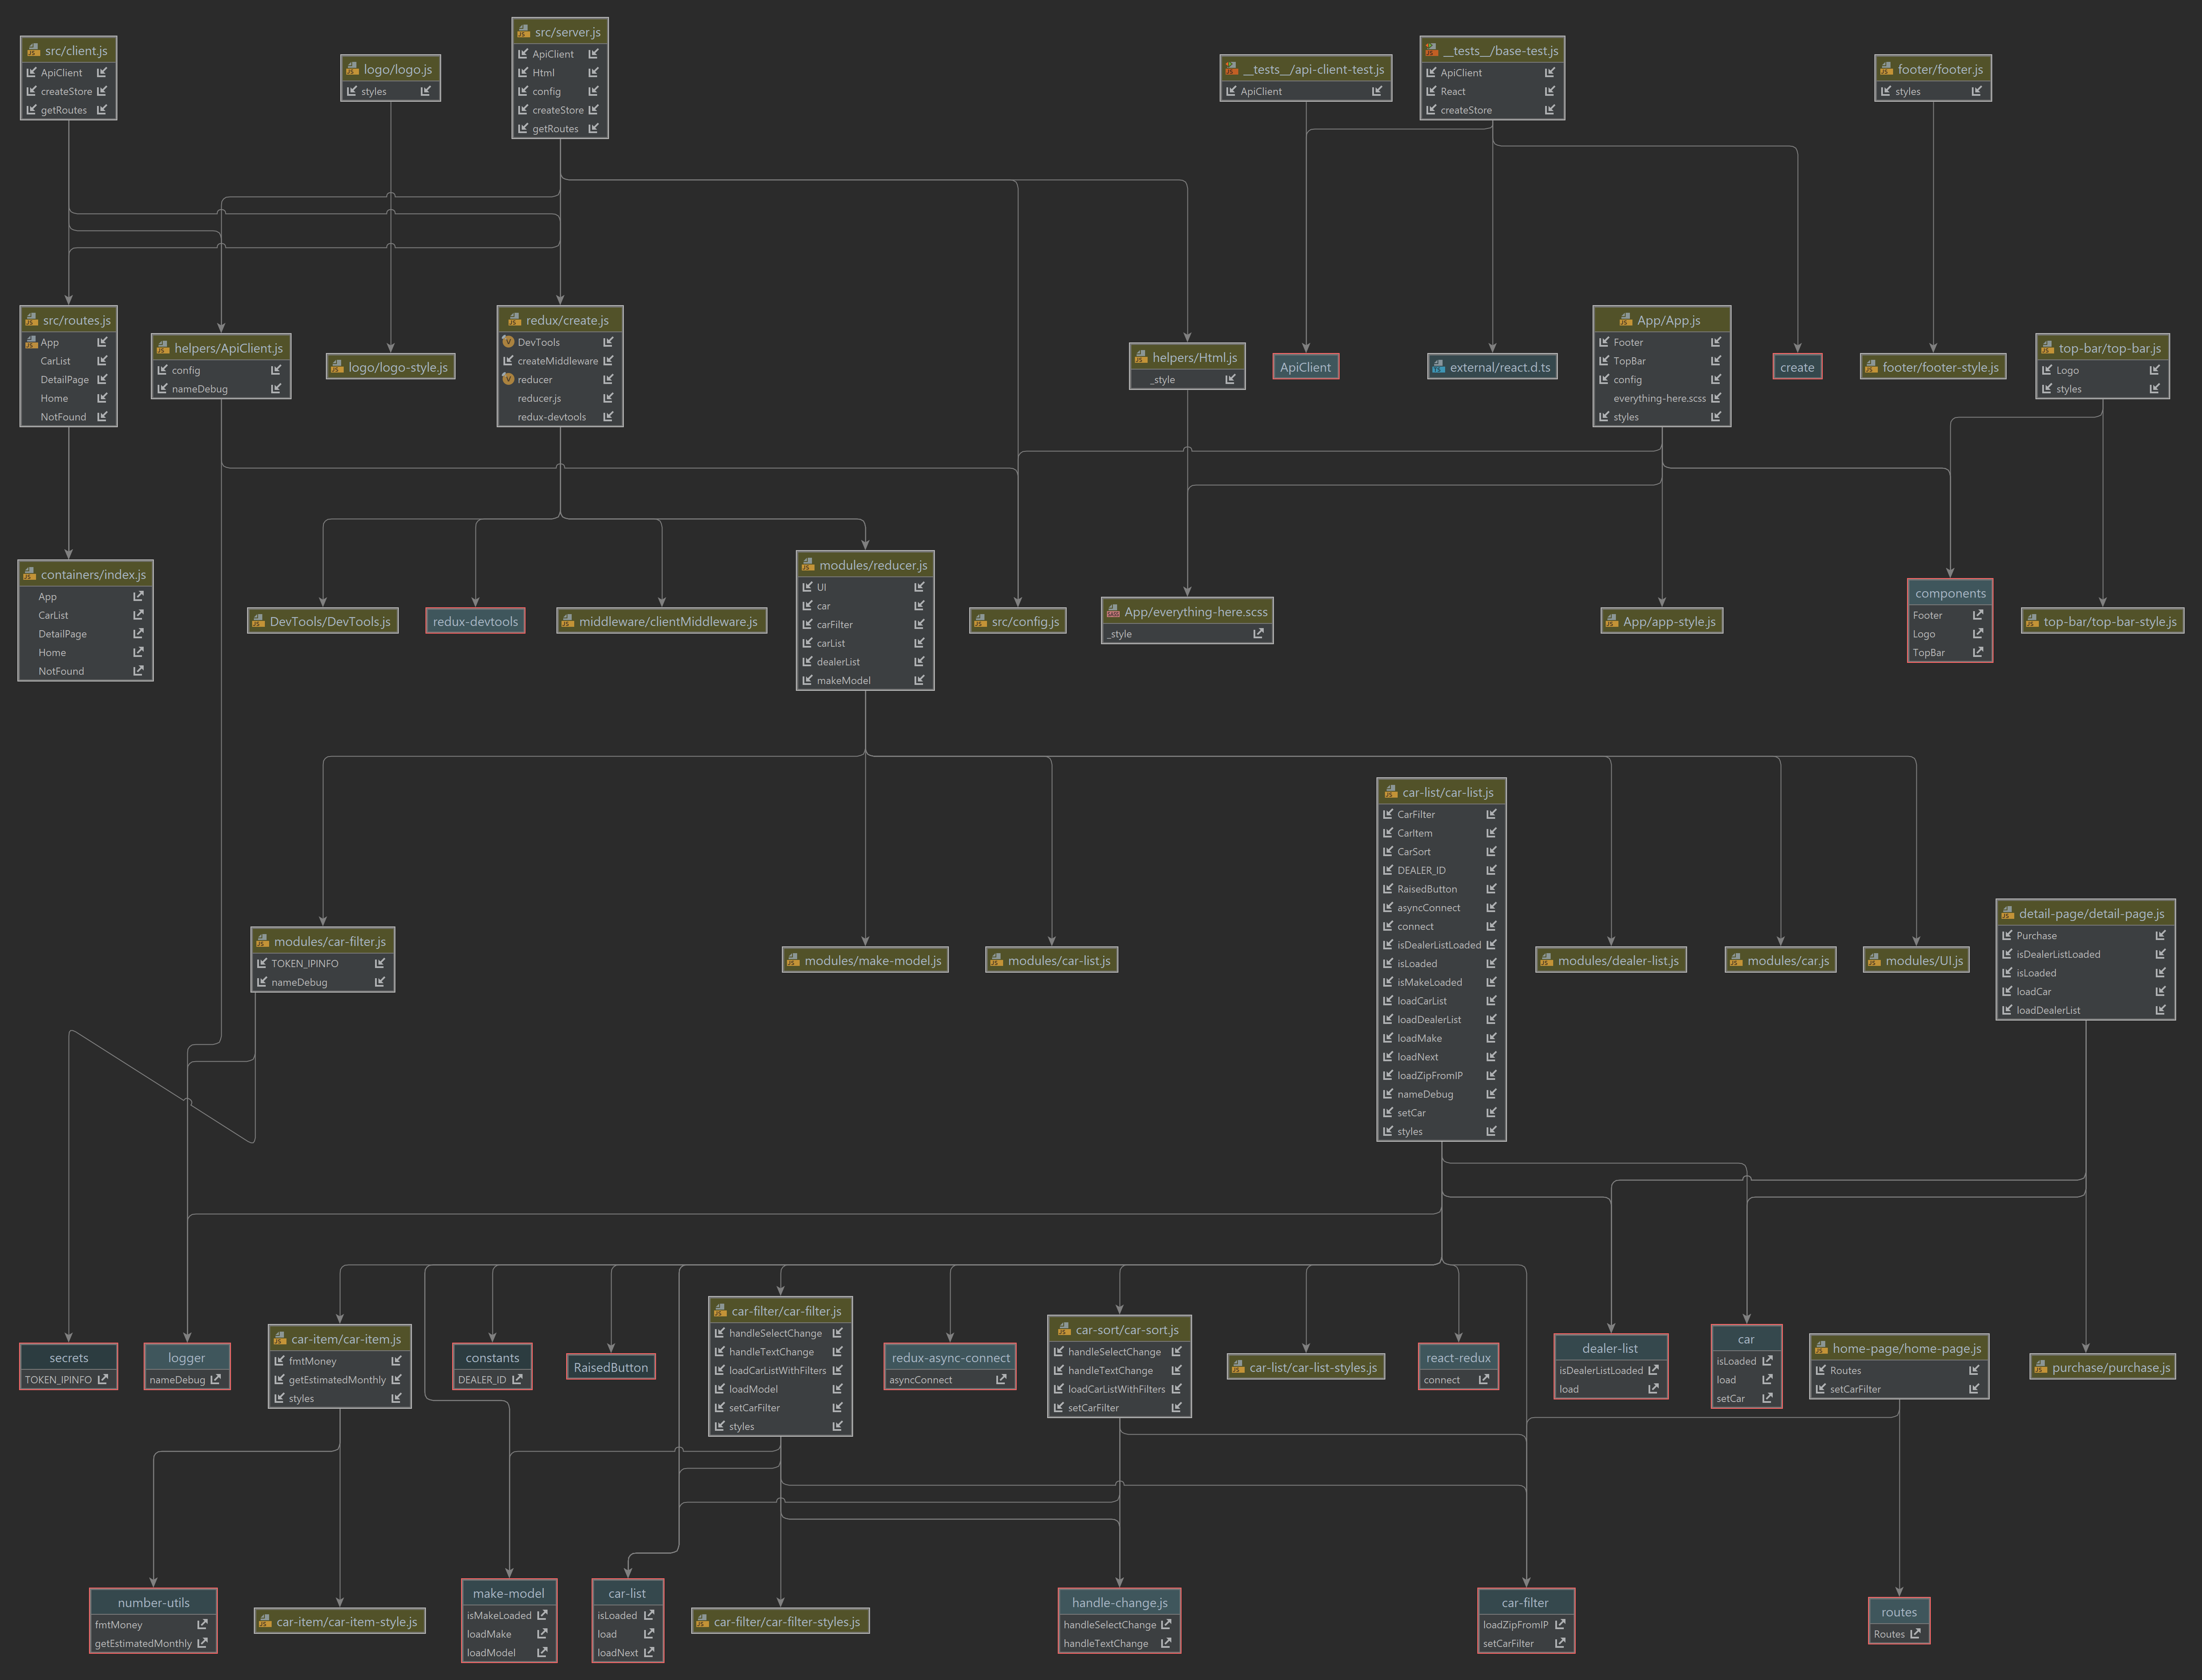 src/client.js
ApiClient
createStore
getRoutes
logo/logo.js
styles
src/server.js
ApiClient
Html
config
createStore
getRoutes
__tests__/api-client-test.js
ApiClient
__tests__/base-test.js
ApiClient
React
createStore
footer/footer.js
styles
src/routes.js
App
CarList
DetailPage
Home
NotFound
helpers/ApiClient.js
config
nameDebug
logo/logo-style.js
redux/create.js
DevTools
createMiddleware
reducer
reducer.js
redux-devtools
helpers/Html.js
_style
ApiClient
external/react.d.ts
App/App.js
Footer
TopBar
config
everything-here.scss
styles
create
footer/footer-style.js
top-bar/top-bar.js
Logo
styles
containers/index.js
App
CarList
DetailPage
Home
NotFound
DevTools/DevTools.js
redux-devtools
middleware/clientMiddleware.js
modules/reducer.js
UI
car
carFilter
carList
dealerList
makeModel
src/config.js
App/everything-here.scss
_style
App/app-style.js
components
Footer
Logo
TopBar
top-bar/top-bar-style.js
modules/car-filter.js
TOKEN_IPINFO
nameDebug
modules/make-model.js
modules/car-list.js
car-list/car-list.js
CarFilter
CarItem
CarSort
DEALER_ID
RaisedButton
asyncConnect
connect
isDealerListLoaded
isLoaded
isMakeLoaded
loadCarList
loadDealerList
loadMake
loadNext
loadZipFromIP
nameDebug
setCar
styles
modules/dealer-list.js
modules/car.js
modules/UI.js
detail-page/detail-page.js
Purchase
isDealerListLoaded
isLoaded
loadCar
loadDealerList
secrets
TOKEN_IPINFO
logger
nameDebug
car-item/car-item.js
fmtMoney
getEstimatedMonthly
styles
constants
DEALER_ID
RaisedButton
car-filter/car-filter.js
handleSelectChange
handleTextChange
loadCarListWithFilters
loadModel
setCarFilter
styles
redux-async-connect
asyncConnect
car-sort/car-sort.js
handleSelectChange
handleTextChange
loadCarListWithFilters
setCarFilter
car-list/car-list-styles.js
react-redux
connect
dealer-list
isDealerListLoaded
load
car
isLoaded
load
setCar
home-page/home-page.js
Routes
setCarFilter
purchase/purchase.js
number-utils
fmtMoney
getEstimatedMonthly
car-item/car-item-style.js
make-model
isMakeLoaded
loadMake
loadModel
car-list
isLoaded
load
loadNext
car-filter/car-filter-styles.js
handle-change.js
handleSelectChange
handleTextChange
car-filter
loadZipFromIP
setCarFilter
routes
Routes